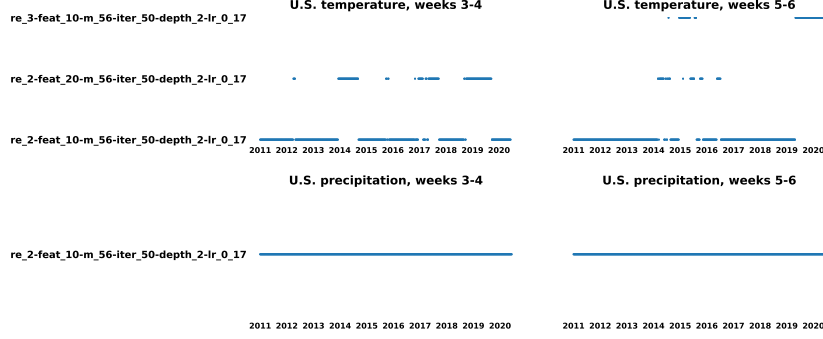 U.S. temperature, weeks 3-4 U.S. temperature, weeks 5-6
re_3-feat_10-m_56-iter_50-depth_2-lr_0_17
re_2-feat_20-m_56-iter_50-depth_2-lr_0_17
re_2-feat_10-m_56-iter_50-depth_2-lr_0_17
2011 2012 2013 2014 2015 2016 2017 2018 2019 2020 2011 2012 2013 2014 2015 2016 2017 2018 2019 2020
U.S. precipitation, weeks 3-4 U.S. precipitation, weeks 5-6
re_2-feat_10-m_56-iter_50-depth_2-lr_0_17
2011 2012 2013 2014 2015 2016 2017 2018 2019 2020 2011 2012 2013 2014 2015 2016 2017 2018 2019 2020